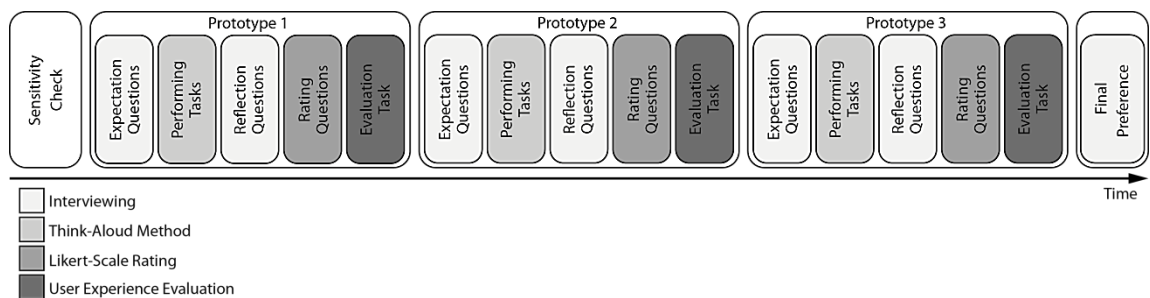 Sensitivity
Check
Prototype 1
Expectation
Questions
Performing
Tasks
Reflection
Questions
Rating
Questions
Evaluation
Task
Prototype 2
Expectation
Questions
Performing
Tasks
Reflection
Questions
Rating
Questions
Evaluation
Task
Prototype 3
Expectation
Questions
Performing
Tasks
Reflection
Questions
Rating
Questions
Evaluation
Task
Final
Preference
Time
Interviewing
Think-Aloud Method
Likert-Scale Rating
User Experience Evaluation